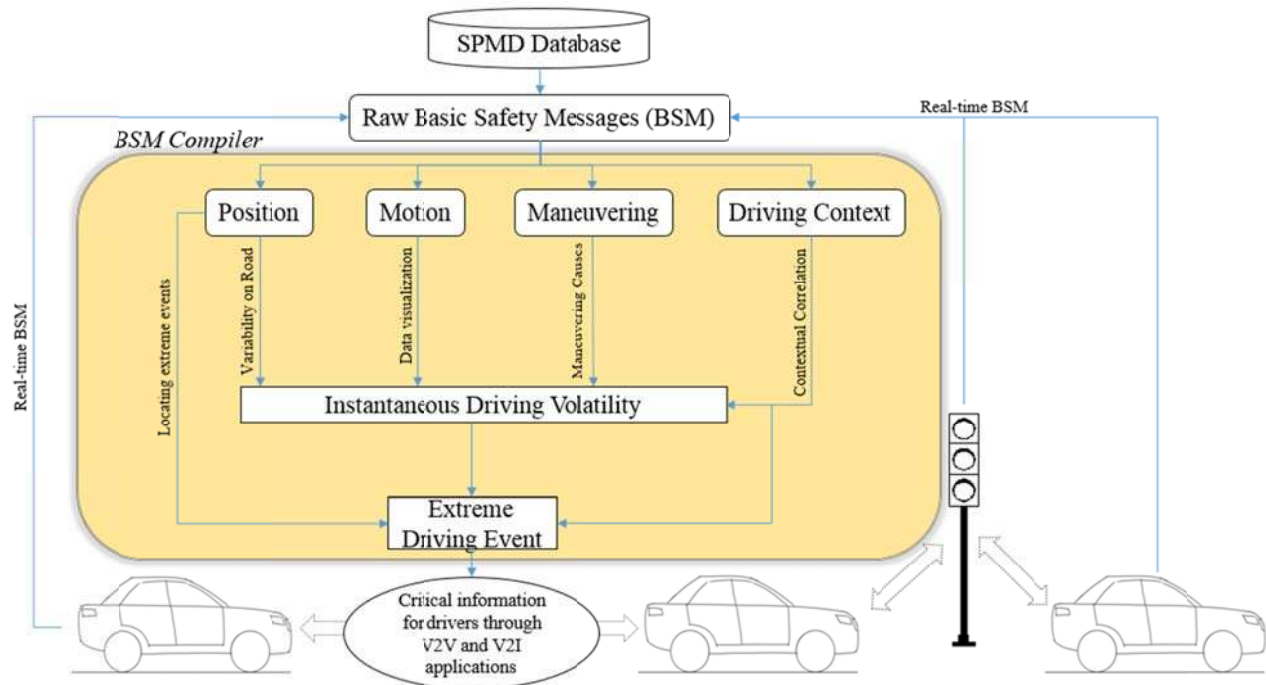 SPMD Database
Raw Basic Safety Messages (BSM)
Real-time BSM
BSM Compiler
Position
Motion
Maneuvering
Driving Context
Locating extreme events
Variability on Road
Data visualization
Maneuvering Causes
Contextual Correlation
Real-time BSM
Instantaneous Driving Volatility
Extreme
Driving Event
Critical information
for drivers through
V2V and V2I
applications